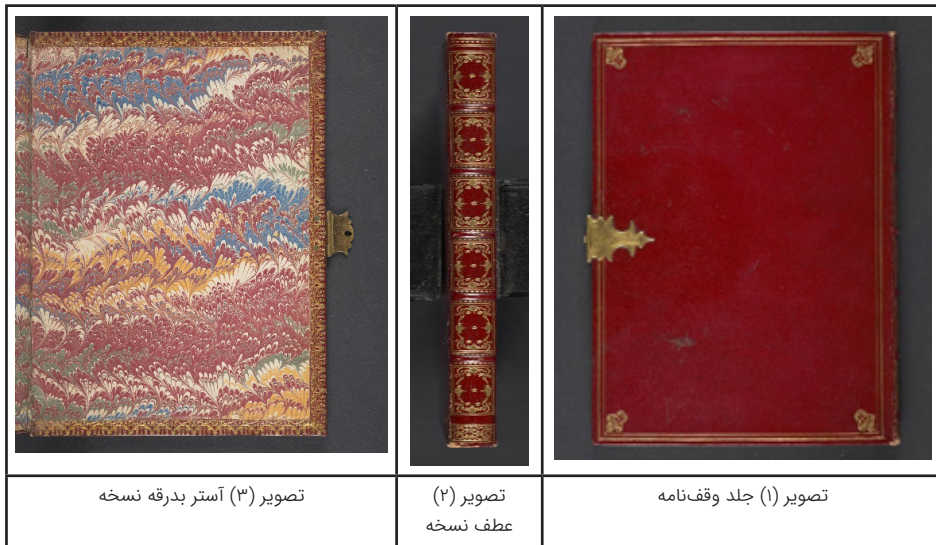 تصویر (۱) جلد وقف‌نامه
تصویر (۲)
عطف نسخه
تصویر (۳) آستر بدرقه نسخه